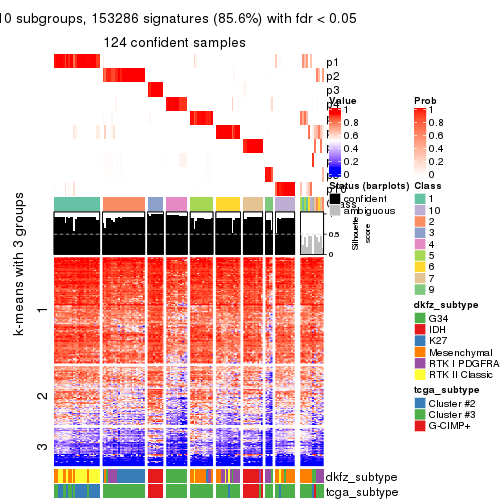 10 subgroups, 153286 signatures (85.6%) with fdr < 0.05
124 confident samples
p1
p2
p3
Value
1
0.8
0.6
0.4
0.2
0
Prob
1
0.8
0.6
0.4
0.2
0
p10
Status (barplots)
confident
ambiguous
Class
1
10
2
3
4
5
6
7
9
0.5
0
Silhouette
score
k-means with 3 groups
1
2
3
dkfz_subtype
G34
IDH
K27
Mesenchymal
RTK I PDGFRA
RTK II Classic
tcga_subtype
Cluster #2
Cluster #3
G-CIMP+
dkfz_subtype
tcga_subtype